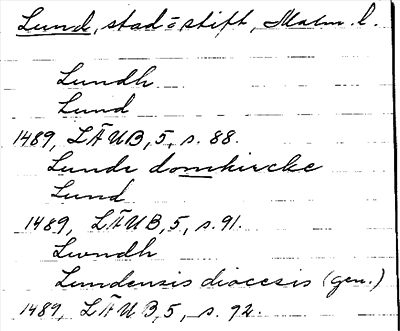 Lund, stad = stift, Malm. l.
Lundh
Lund
1489, LÄUB, 5, s. 88.
Lunde domkircke
Lund
1489, LÄUB, 5, s. 91.
Lwndh
Lundensis diocesis (gen.)
1489, LÄUB, 5, s. 92.